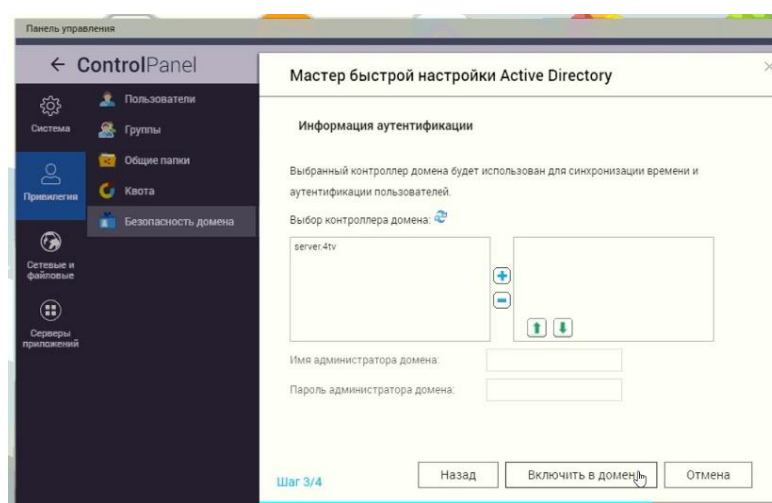 Панель управления
← ControlPanel
Система
Привилегия
Сетевые и
файловые
Серверы
приложений
Пользователи
Группы
Общие папки
Квота
Безопасность домена
Мастер быстрой настройки Active Directory
Информация аутентификации
Выбранный контроллер домена будет использован для синхронизации времени и
аутентификации пользователей.
Выбор контроллера домена:
server.4tv
Имя администратора домена:
Пароль администратора домена:
Шаг 3/4
Назад
Включить в домен
Отмена